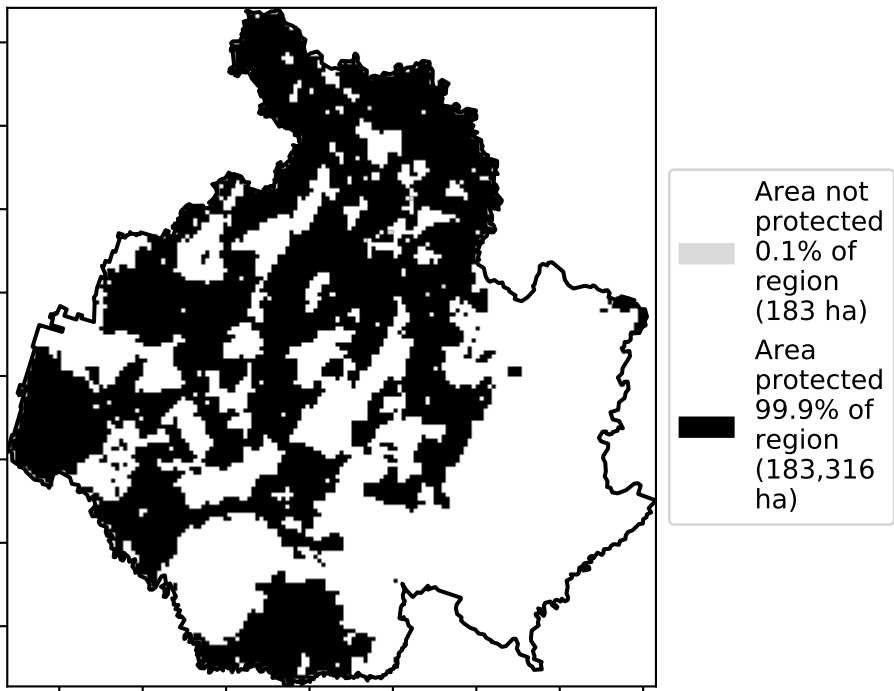 Area not
protected
0.1% of
region
(183 ha)
Area
protected
99.9% of
region
(183,316
ha)